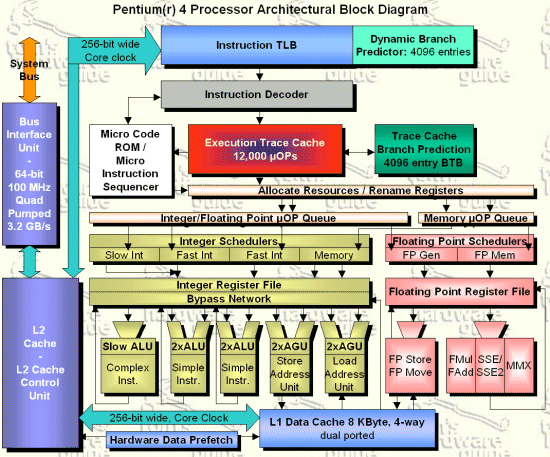 Pentium(r) 4 Processor Architectural Block Diagram
256-bit wide
Core clock
Instruction TLB
Dynamic Branch
Predictor: 4096 entries
System
Bus
Instruction Decoder
Bus
Interface
Unit
-
64-bit
100 MHz
Quad
Pumped
3.2 GB/s
Micro Code
ROM /
Micro
Instruction
Sequencer
Execution Trace Cache
12,000 µOPs
Trace Cache
Branch Prediction
4096 entry BTB
Allocate Resources / Rename Registers
Integer/Floating Point µOP Queue
Memory µOP Queue
Integer Schedulers
Slow Int
Fast Int
Fast Int
Memory
Floating Point Schedulers
FP Gen
FP Mem
Integer Register File
Bypass Network
Floating Point Register File
L2
Cache
-
L2 Cache
Control
Unit
Slow ALU
Complex
Instr.
2xALU
Simple
Instr.
2xALU
Simple
Instr.
2xAGU
Store
Address
Unit
2xAGU
Load
Address
Unit
FP Store
FP Move
FMul
FAdd
SSE/
SSE2
MMX
256-bit wide, Core Clock
L1 Data Cache 8 KByte, 4-way
dual ported
Hardware Data Prefetch